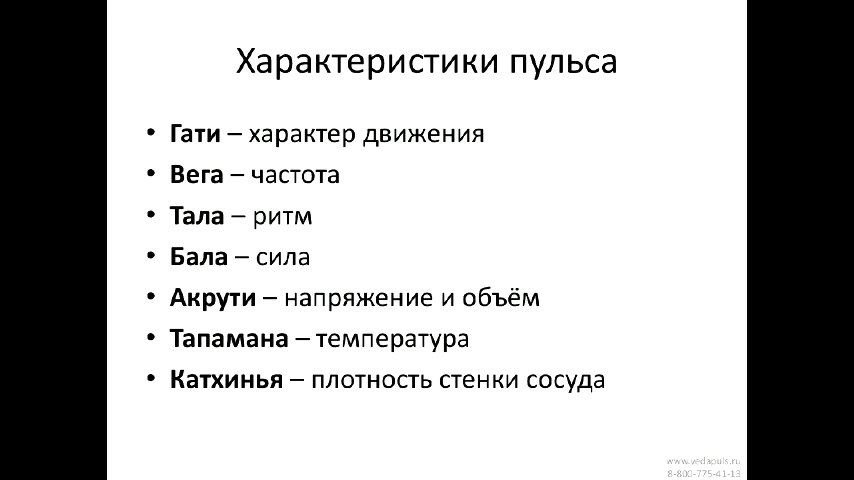 Характеристики пульса
• Гати – характер движения
• Вега – частота
• Тала – ритм
• Бала – сила
• Акрути – напряжение и объём
• Тапамана – температура
• Катхинья – плотность стенки сосуда
www.vedapuls.ru
8-800-775-41-13